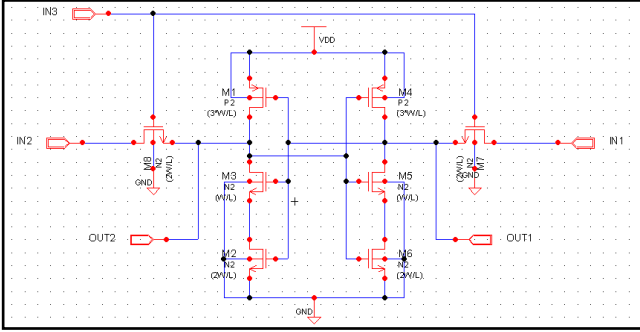 IN3
VDD
M1
P2
(3*W/L)
M4
P2
(3*W/L)
IN2
M8
N2
(2W/L)
GND
IN1
M7
N2
(2W/L)
GND
M3
N2
(W/L)
M5
N2
(W/L)
OUT2
OUT1
M2
N2
(2W/L)
M6
N2
(2W/L)
GND